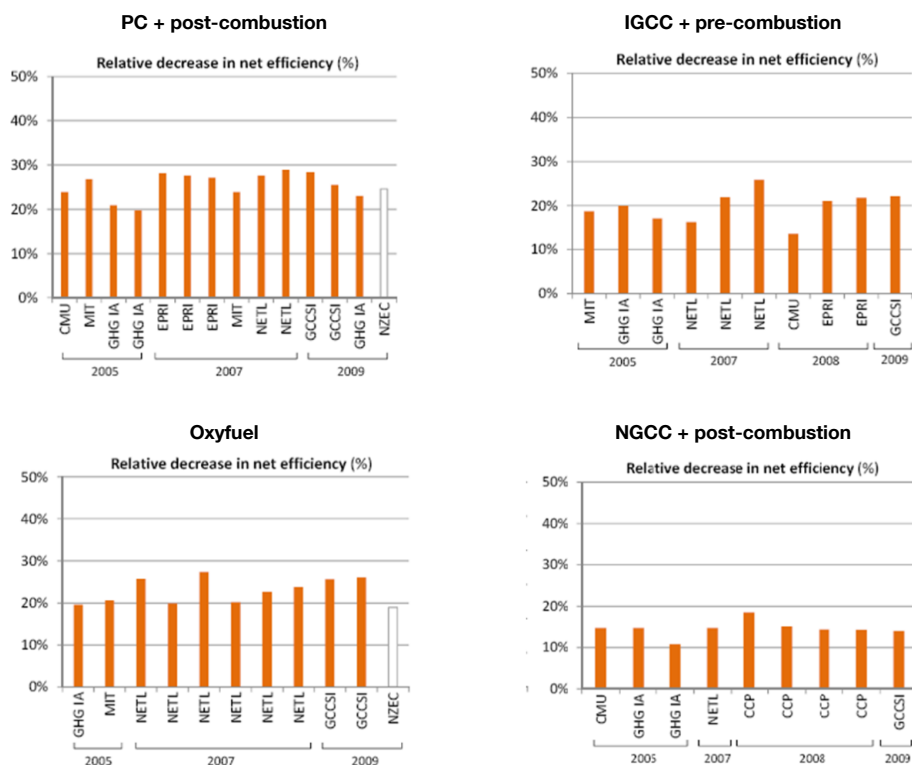 PC + post-combustion
Relative decrease in net efficiency (%)
50%
40%
30%
20%
10%
0%
CMU
MIT
GHG IA
GHG IA
EPRI
EPRI
EPRI
MIT
NETL
NETL
GCCSI
GCCSI
GHG IA
NZEC
2005
2007
2009
IGCC + pre-combustion
Relative decrease in net efficiency (%)
50%
40%
30%
20%
10%
0%
MIT
GHG IA
GHG IA
NETL
NETL
NETL
CMU
EPRI
EPRI
GCCSI
2005
2007
2008
2009
Oxyfuel
Relative decrease in net efficiency (%)
50%
40%
30%
20%
10%
0%
GHG IA
MIT
NETL
NETL
NETL
NETL
NETL
NETL
GCCSI
GCCSI
NZEC
2005
2007
2009
NGCC + post-combustion
Relative decrease in net efficiency (%)
50%
40%
30%
20%
10%
0%
CMU
GHG IA
GHG IA
NETL
CCP
CCP
CCP
CCP
GCCSI
2005
2007
2008
2009